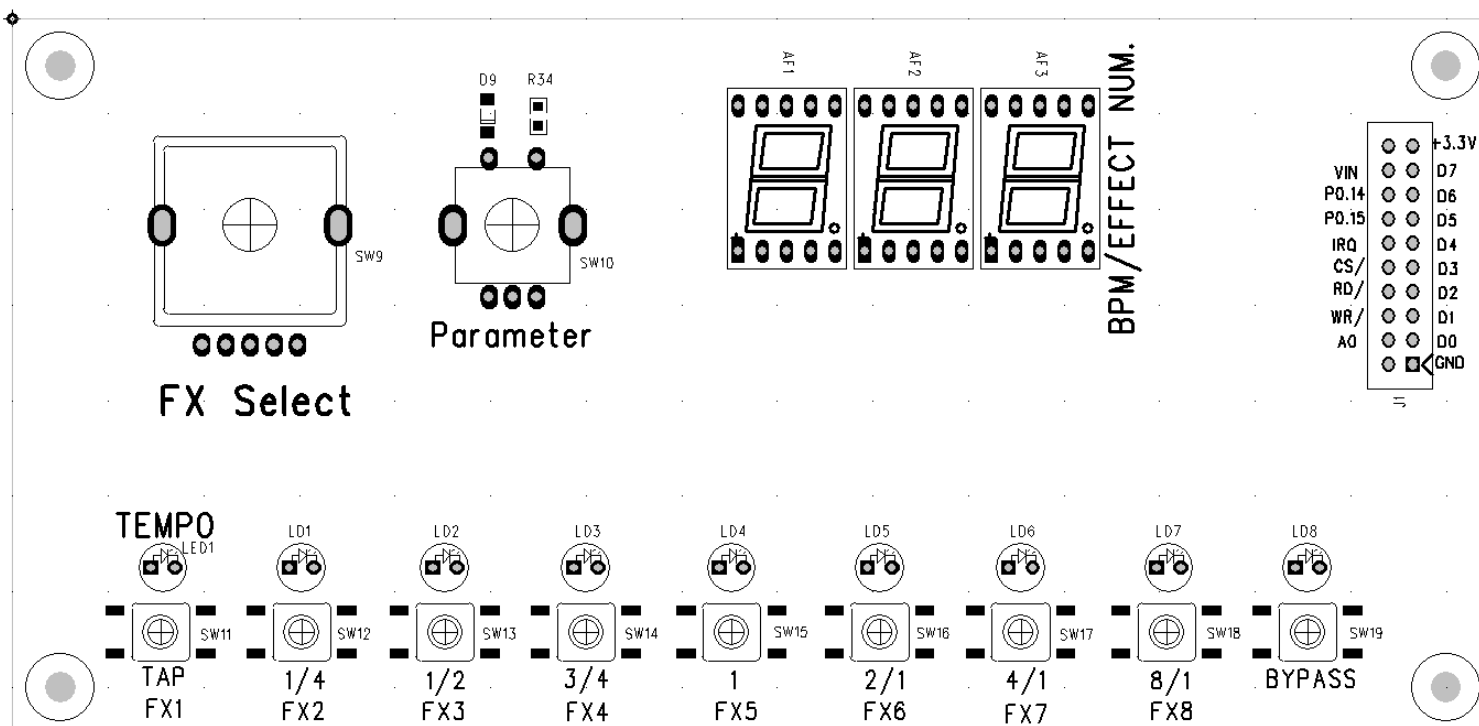 AF1
AF2
AF3
BPM/EFFECT NUM.
D9
R34
SW9
SW10
Parameter
FX Select
+3.3V
VIN
D7
P0.14
D6
P0.15
D5
IRQ
D4
CS/
D3
RD/
D2
WR/
D1
A0
D0
GND
J1
TEMPO
LED1
LD1
LD2
LD3
LD4
LD5
LD6
LD7
LD8
SW11
SW12
SW13
SW14
SW15
SW16
SW17
SW18
SW19
TAP
1/4
1/2
3/4
1
2/1
4/1
8/1
BYPASS
FX1
FX2
FX3
FX4
FX5
FX6
FX7
FX8